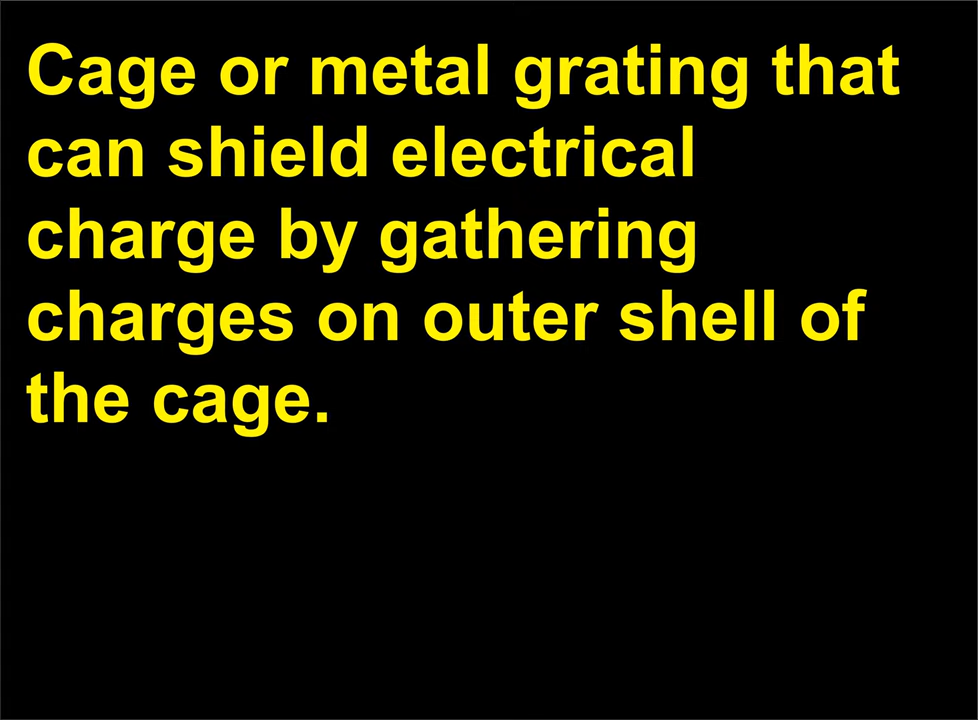 Cage or metal grating that
can shield electrical
charge by gathering
charges on outer shell of
the cage.